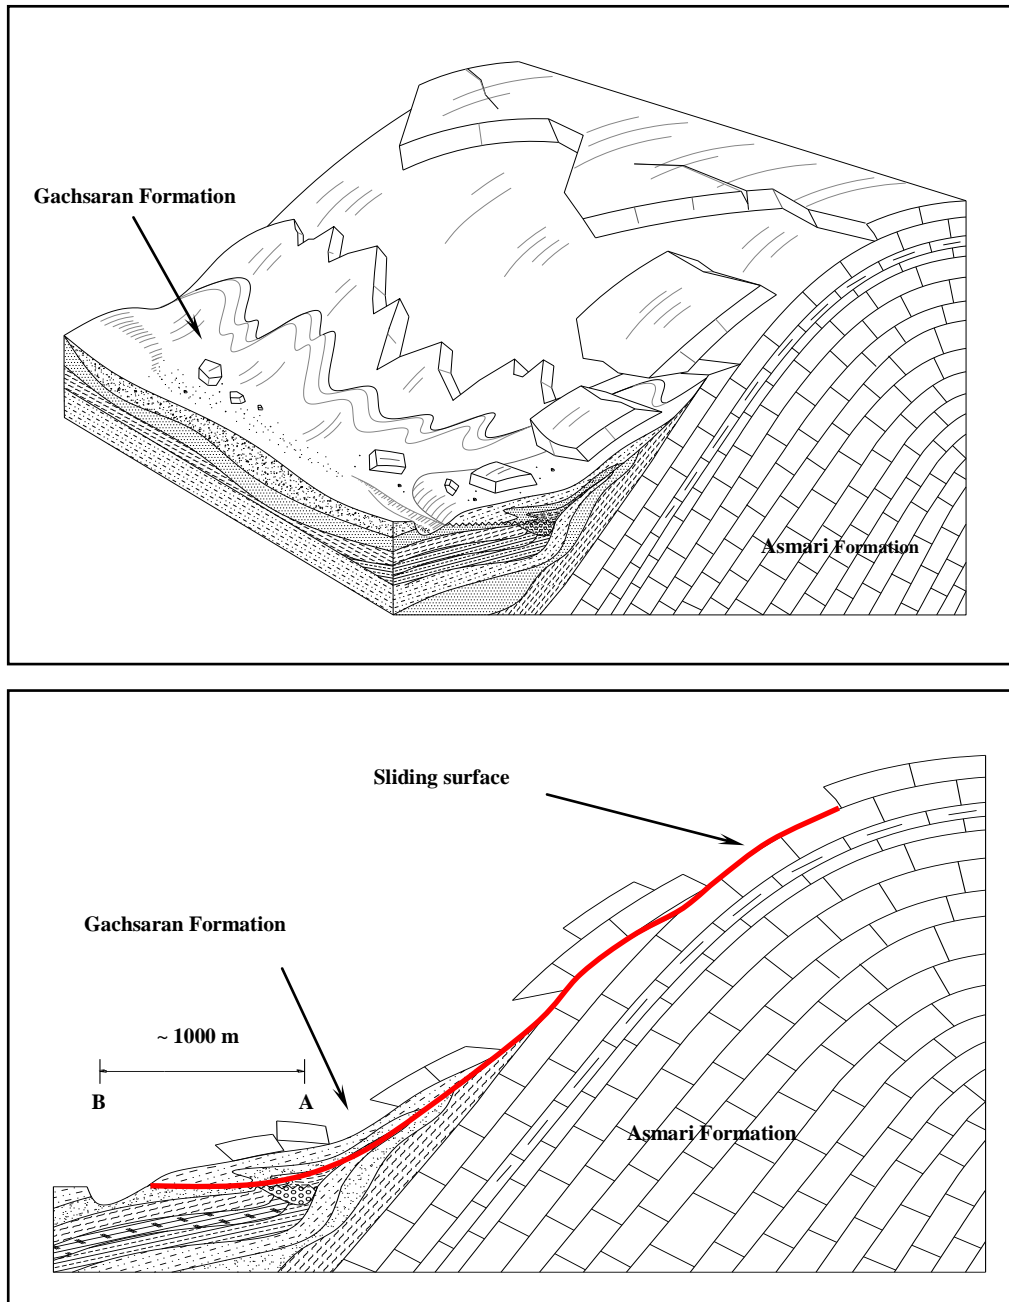 Gachsaran Formation
Asmari Formation
Sliding surface
Gachsaran Formation
~ 1000 m
B
A
Asmari Formation